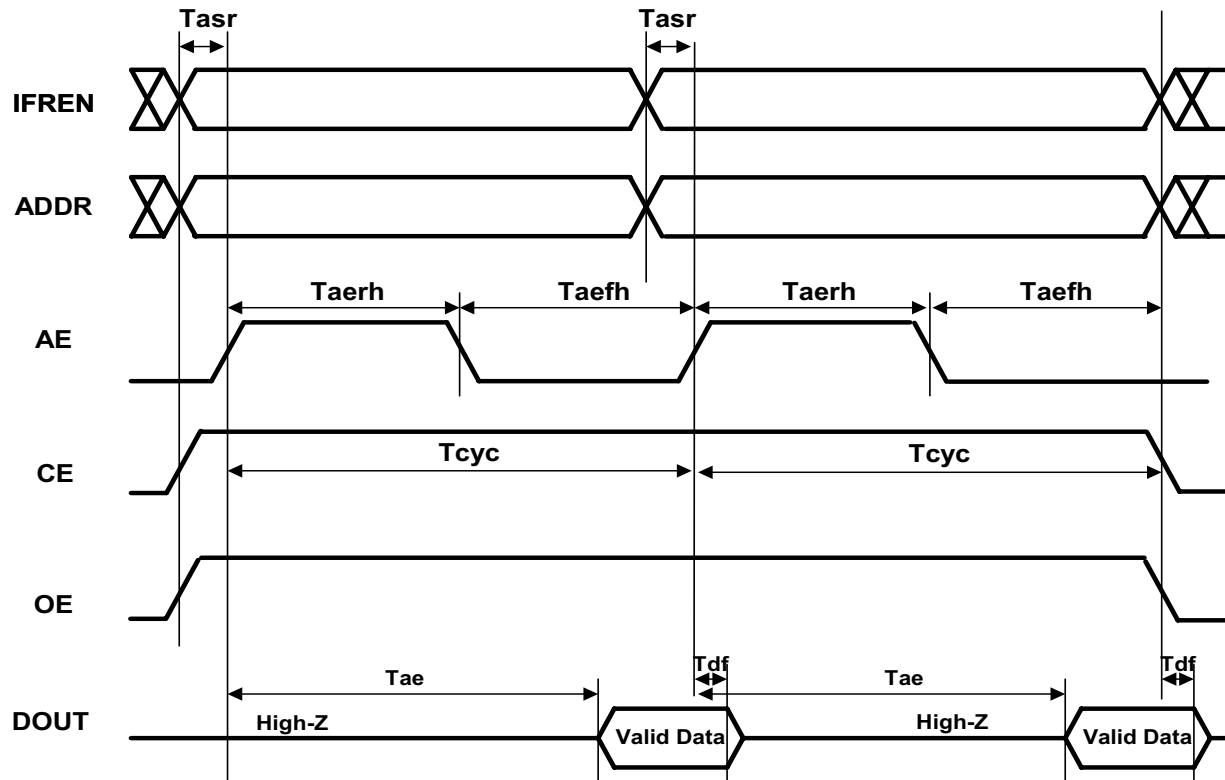 Tasr Tasr
IFREN
ADDR
Taerh Taefh Taerh Taefh
AE
Tcyc Tcyc
CE
OE
Tae Tdf Tae Tdf
DOUT High-Z Valid Data High-Z Valid Data